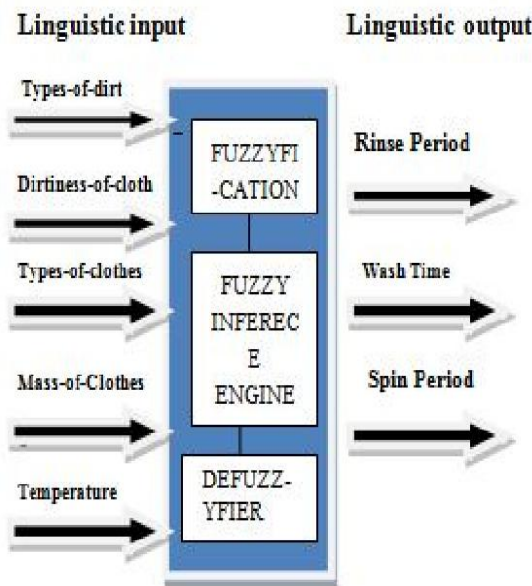 Linguistic input
Linguistic output
Types-of-dirt
Dirtiness-of-cloth
Types-of-clothes
Mass-of-Clothes
Temperature
FUZZYFI
-CATION
FUZZY
INFEREC
E
ENGINE
DEFUZZ-
YFIER
Rinse Period
Wash Time
Spin Period